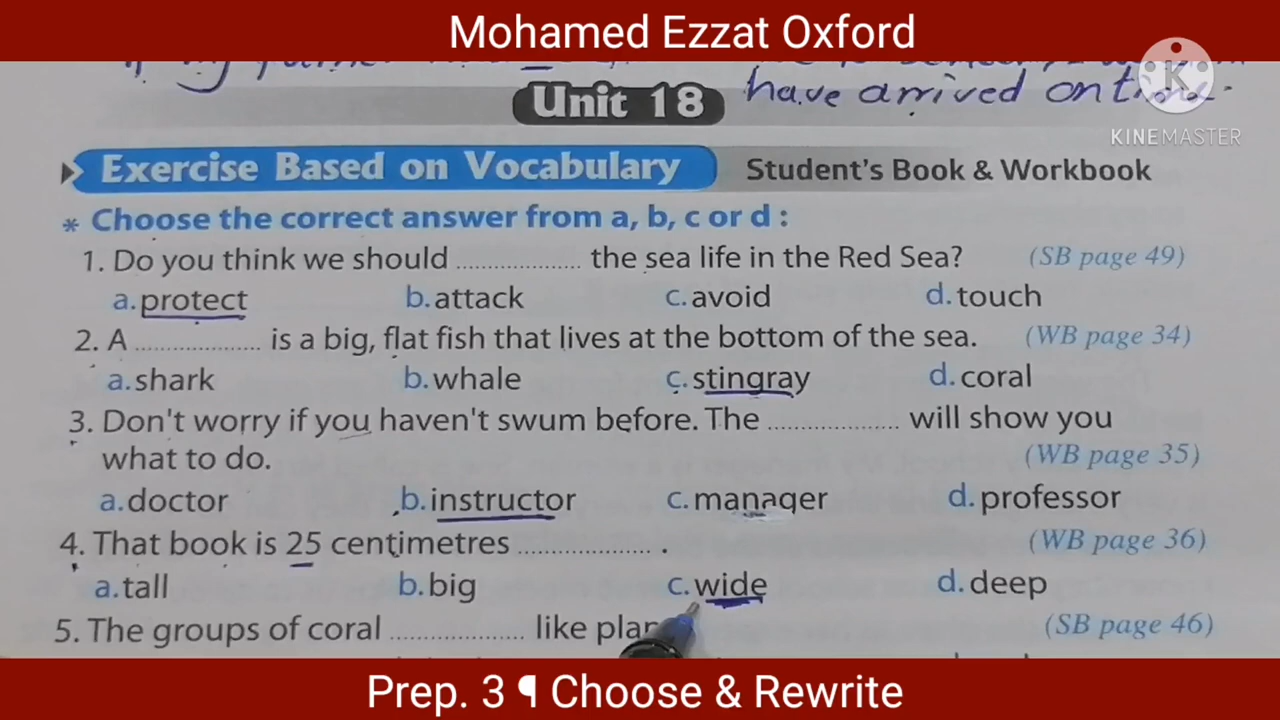 Mohamed Ezzat Oxford
have arrived on time.
Unit 18
KINEMASTER
Exercise Based on Vocabulary Student's Book & Workbook
* Choose the correct answer from a, b, c or d :
1. Do you think we should .................... the sea life in the Red Sea? (SB page 49)
a. protect b. attack c. avoid d. touch
2. A .................... is a big, flat fish that lives at the bottom of the sea. (WB page 34)
a. shark b. whale c. stingray d. coral
3. Don't worry if you haven't swum before. The .................... will show you
what to do. (WB page 35)
a. doctor b. instructor c. manager d. professor
4. That book is 25 centimetres .................... . (WB page 36)
a. tall b. big c. wide d. deep
5. The groups of coral .................... like (SB page 46)
Prep. 3 ¶ Choose & Rewrite